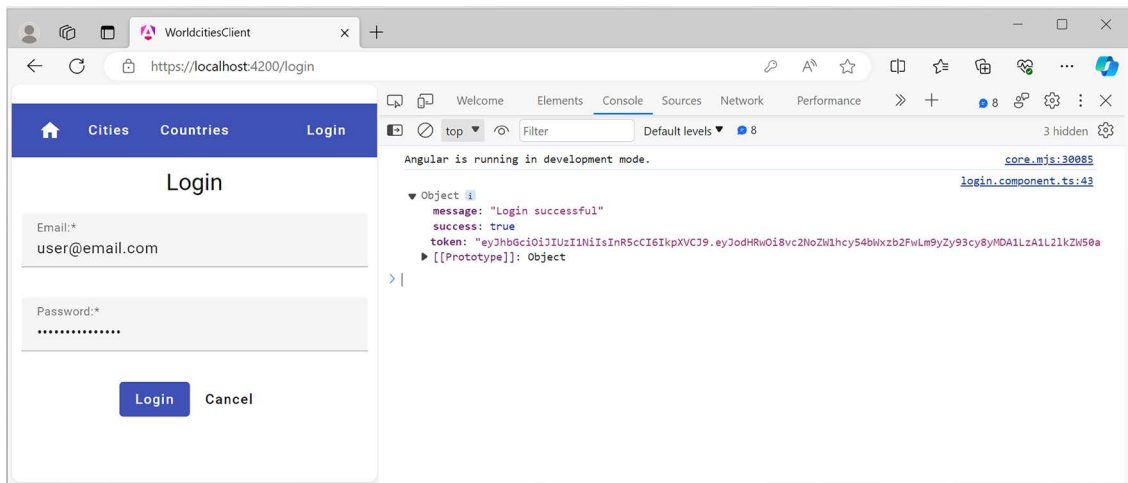 WorldcitiesClient
https://localhost:4200/login
Welcome Elements Console Sources Network Performance 8
top Filter Default levels 8 3 hidden
Cities Countries Login
Login
Email:*
user@email.com
Password:*
•••••••••••••••
Login Cancel
Angular is running in development mode. core.mjs:30085
login.component.ts:43
Object
message: "Login successful"
success: true
token: "eyJhbGciOiJIUzI1NiIsInR5cCI6IkpXVCJ9.eyJodHRwOi8vc2NoZW1hcy54bWxzb2FwLm9yZy93cy8yMDA1LzA1L2lkZW50a
[[Prototype]]: Object